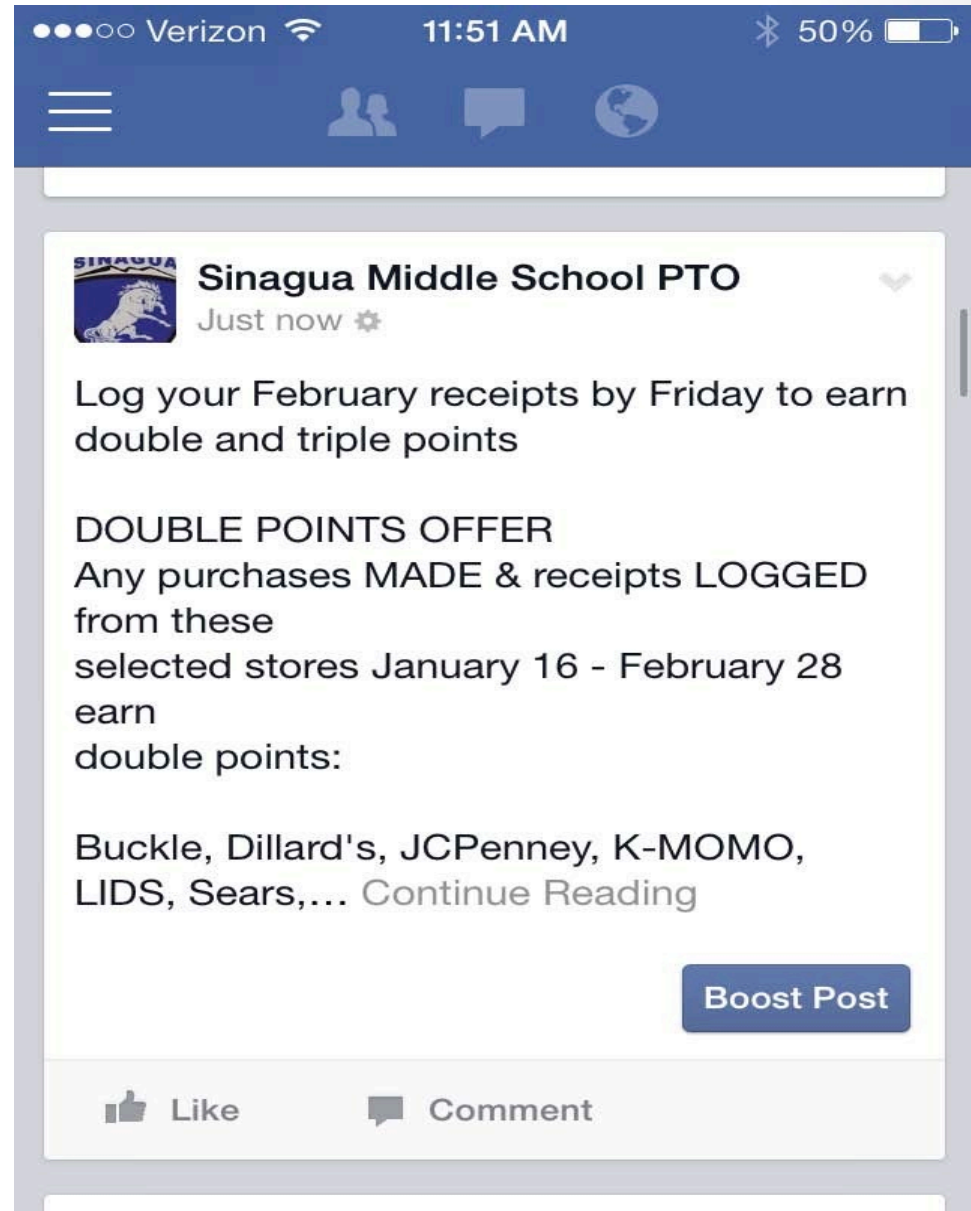 Verizon 11:51 AM 50%
SINAGUA
Sinagua Middle School PTO
Just now
Log your February receipts by Friday to earn
double and triple points
DOUBLE POINTS OFFER
Any purchases MADE & receipts LOGGED
from these
selected stores January 16 - February 28
earn
double points:
Buckle, Dillard's, JCPenney, K-MOMO,
LIDS, Sears,... Continue Reading
Boost Post
Like Comment